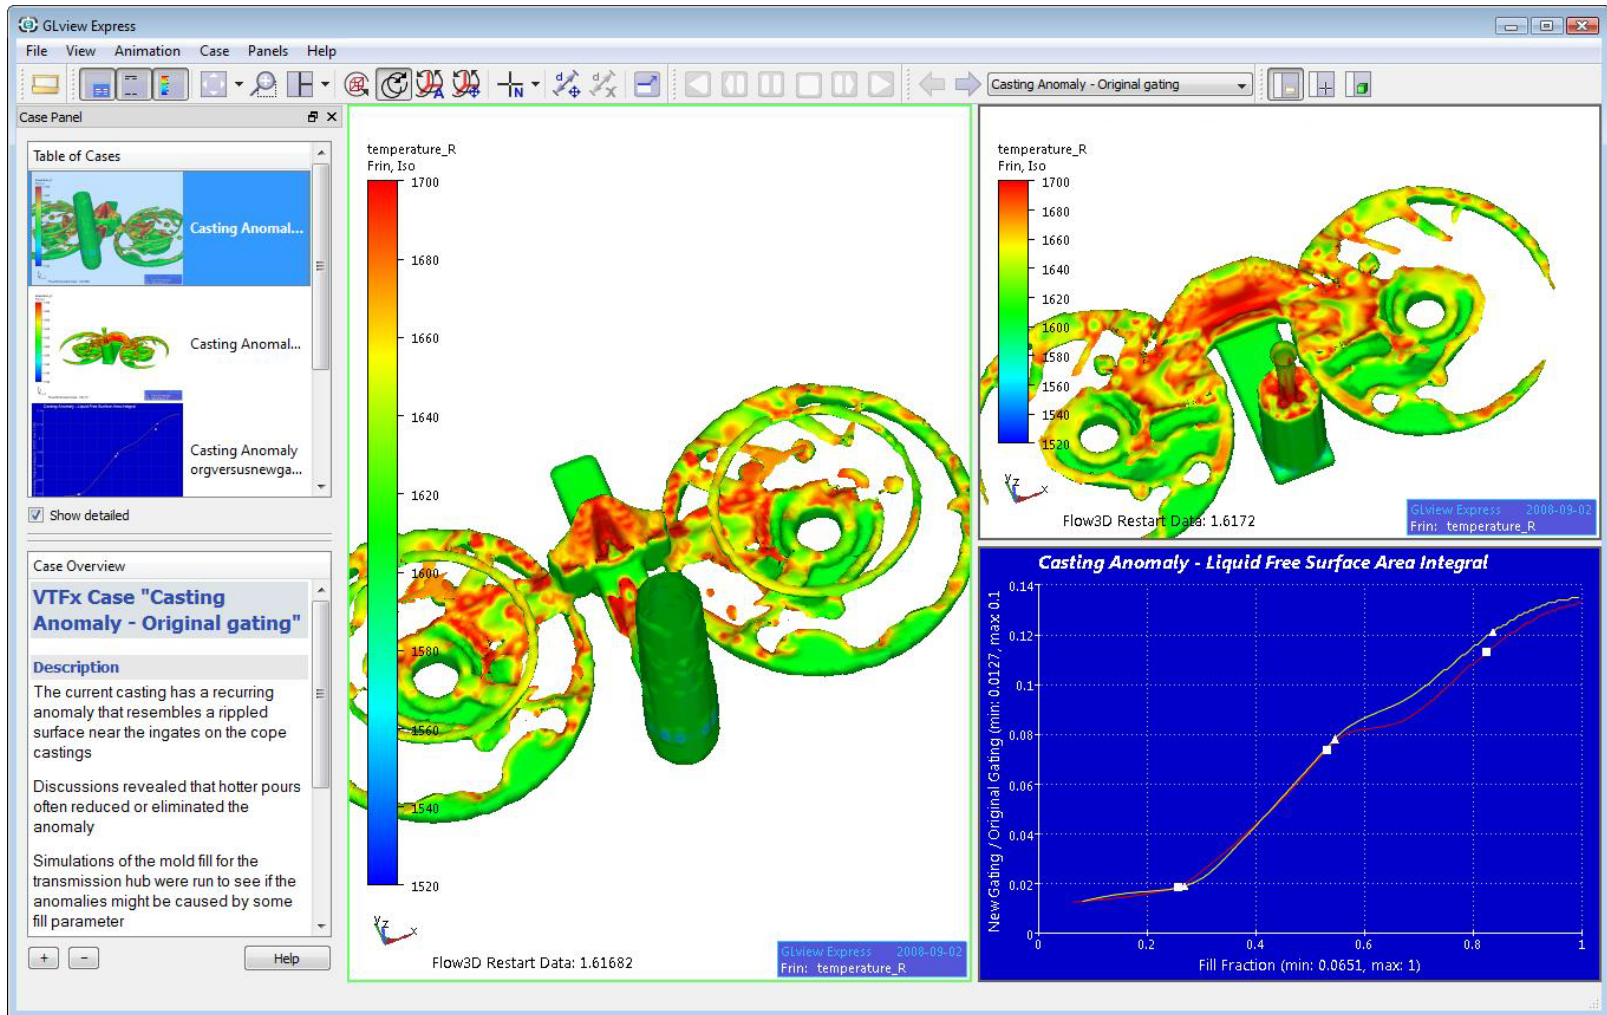 GLview Express
File View Animation Case Panels Help
Casting Anomaly - Original gating
Case Panel
Table of Cases
Casting Anomal...
Casting Anomal...
Casting Anomaly
orgversusnewga...
Show detailed
Case Overview
VTFx Case "Casting
Anomaly - Original gating"
Description
The current casting has a recurring
anomaly that resembles a rippled
surface near the ingates on the cope
castings
Discussions revealed that hotter pours
often reduced or eliminated the
anomaly
Simulations of the mold fill for the
transmission hub were run to see if the
anomalies might be caused by some
fill parameter
+ - Help
temperature_R
Frin, Iso
1700
1680
1660
1640
1620
1600
1580
1560
1540
1520
Y Z X
Flow3D Restart Data: 1.61682
GLview Express 2008-09-02
Frin: temperature_R
temperature_R
Frin, Iso
1700
1680
1660
1640
1620
1600
1580
1560
1540
1520
Y Z X
Flow3D Restart Data: 1.6172
GLview Express 2008-09-02
Frin: temperature_R
Casting Anomaly - Liquid Free Surface Area Integral
New Gating / Original Gating (min: 0.0127, max 0.1
0.14
0.12
0.1
0.08
0.06
0.04
0.02
0
0 0.2 0.4 0.6 0.8 1
Fill Fraction (min: 0.0651, max: 1)